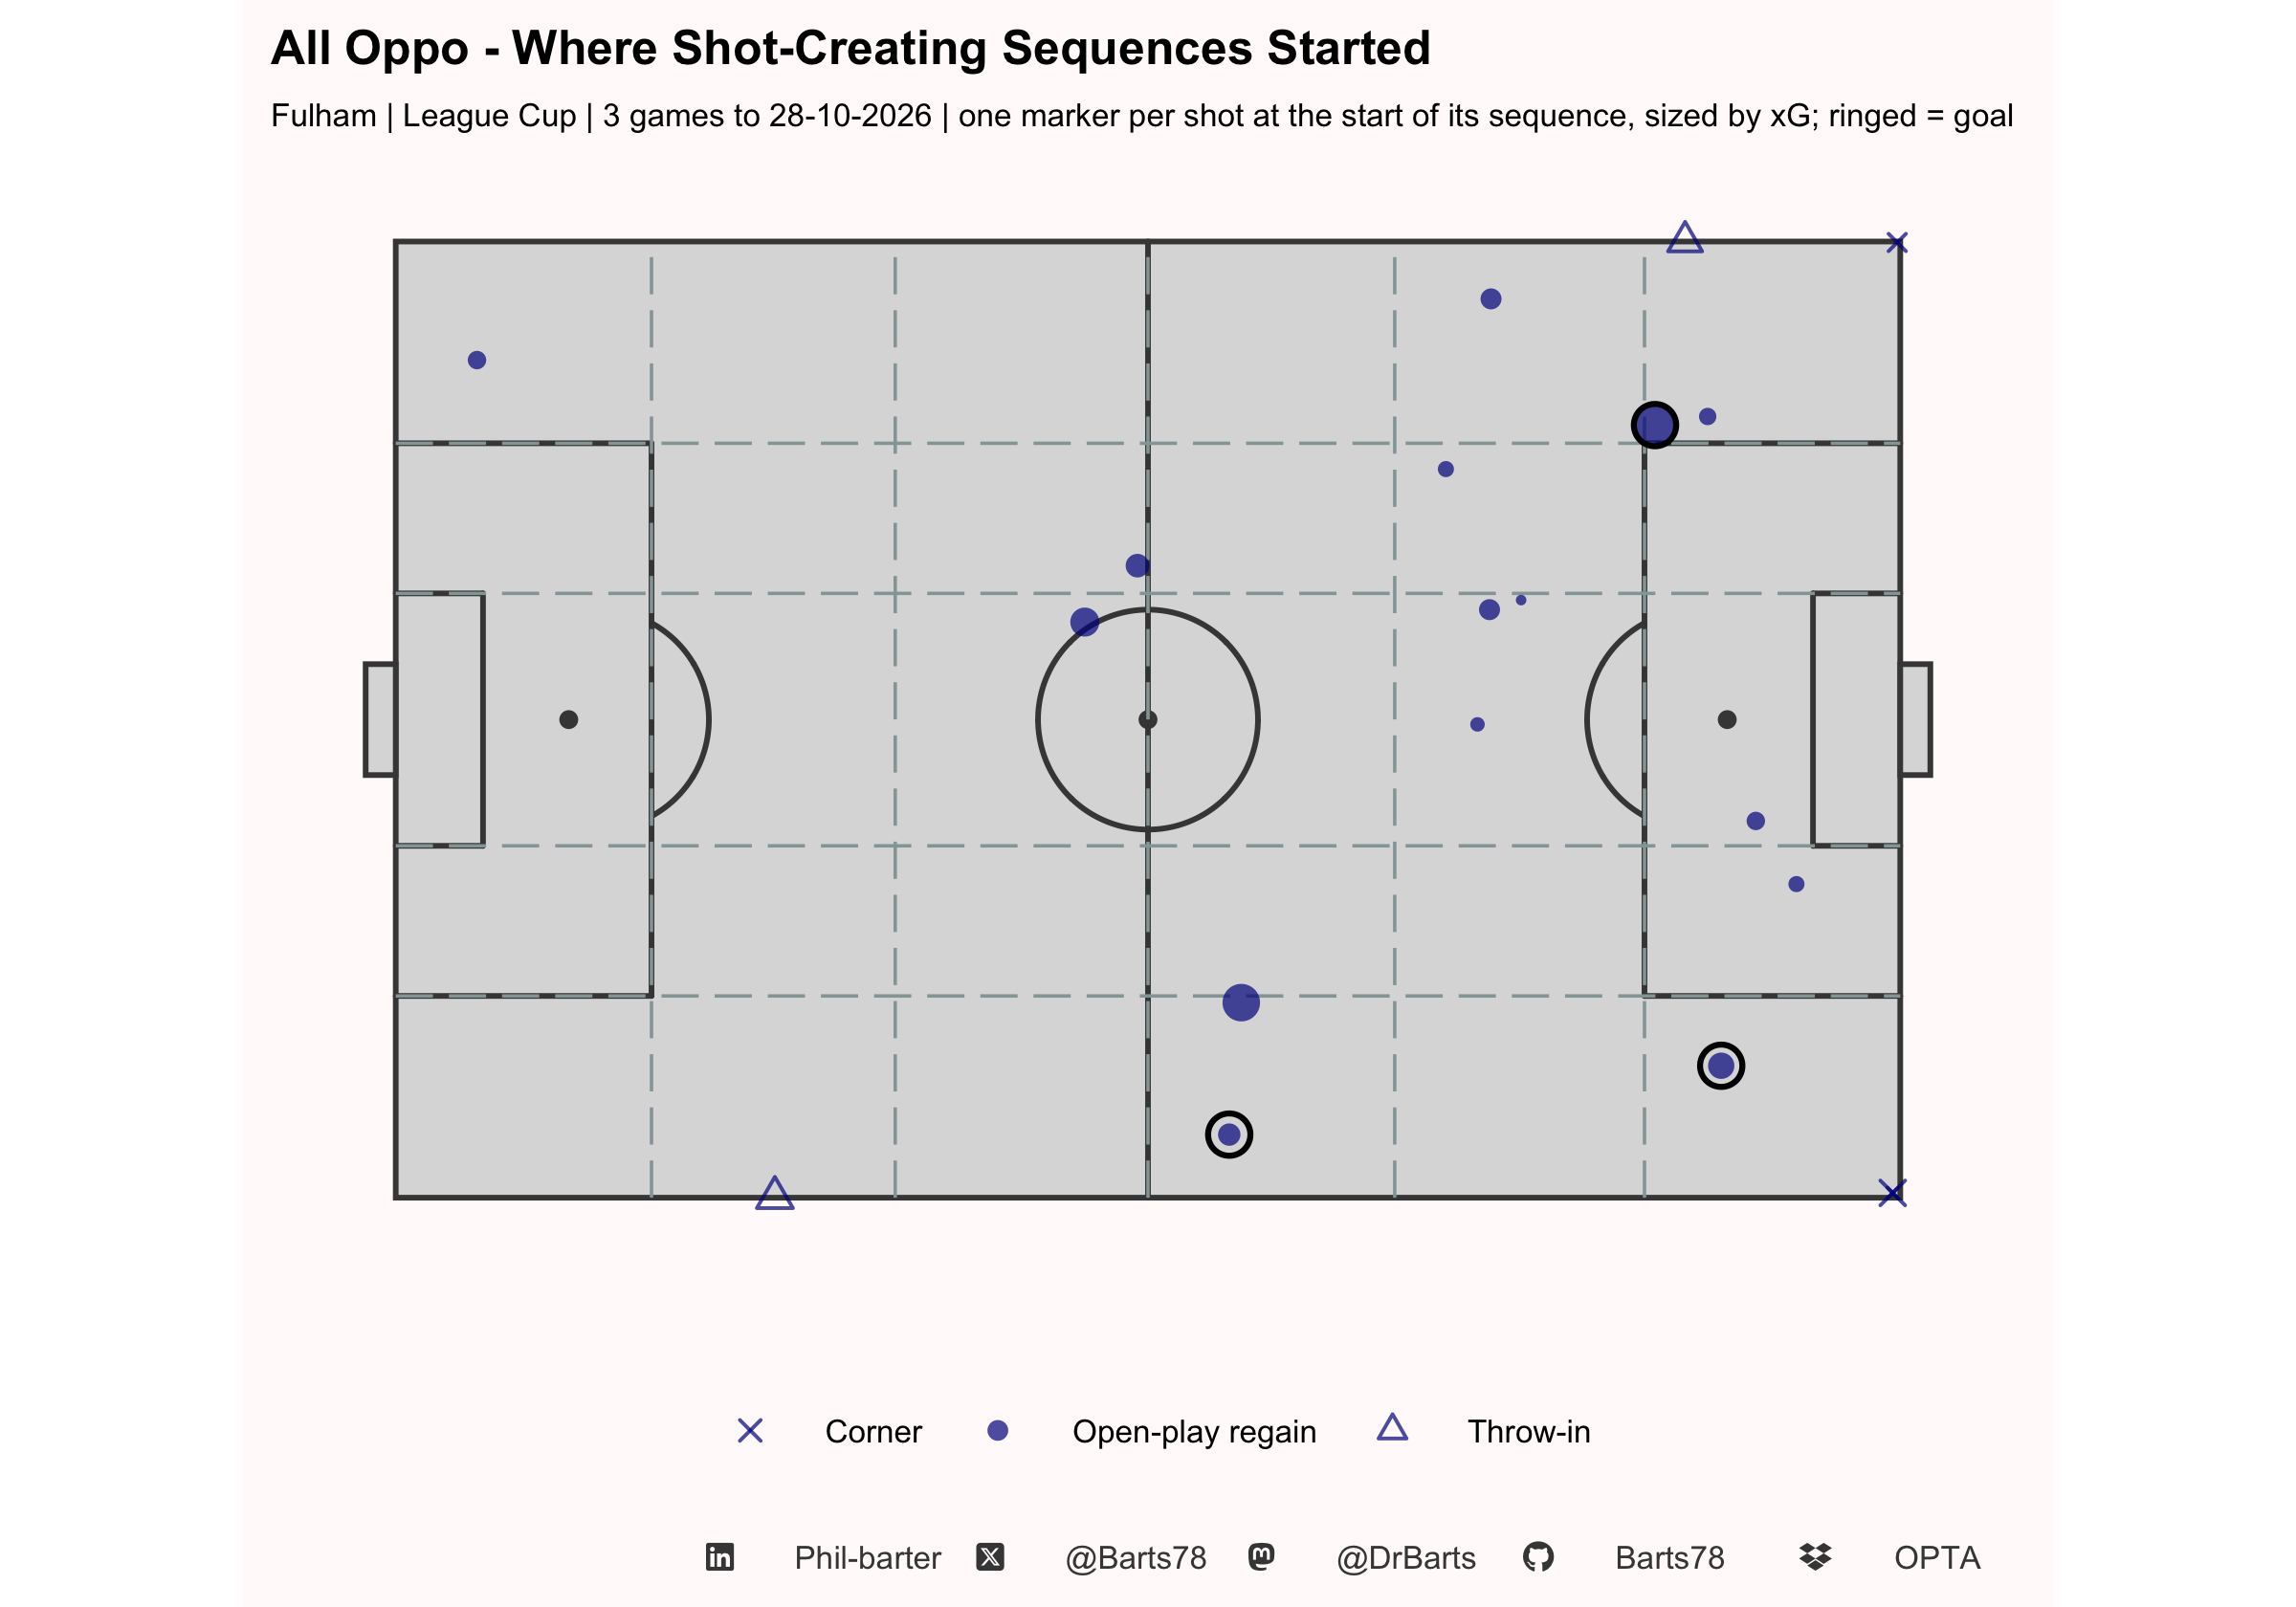 All Oppo - Where Shot-Creating Sequences Started
Fulham | League Cup | 3 games to 28-10-2026 | one marker per shot at the start of its sequence, sized by xG; ringed = goal
Corner Open-play regain Throw-in
Phil-barter @Barts78 @DrBarts Barts78 OPTA